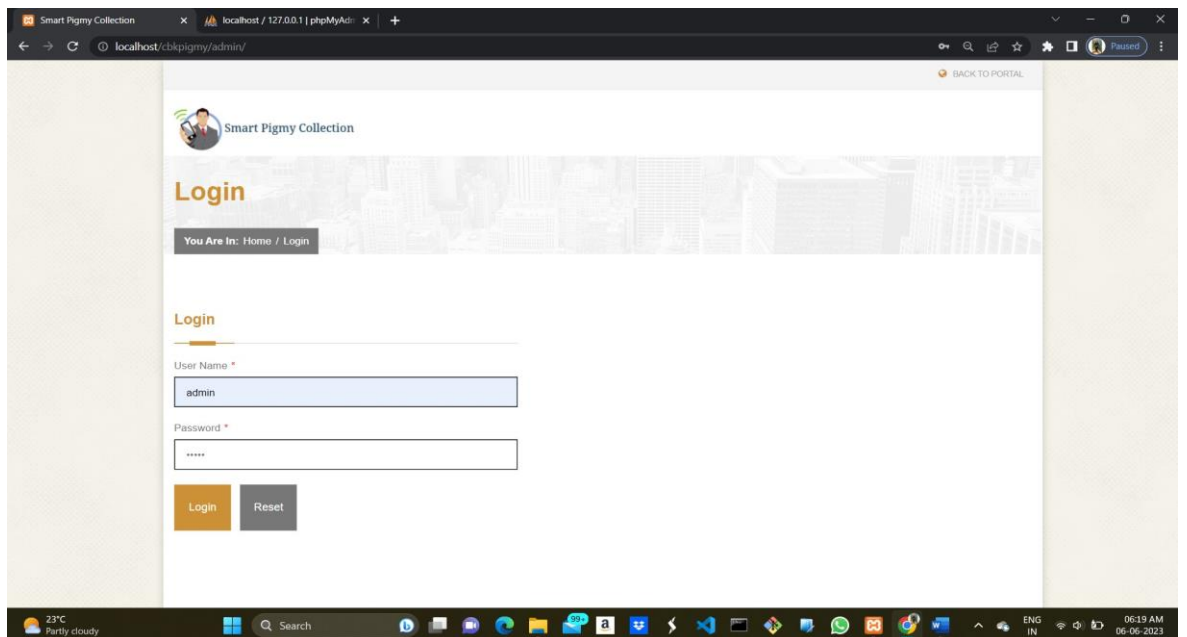 Smart Pigmy Collection
localhost / 127.0.0.1 | phpMyAdr
localhost/cbkpigmy/admin/
Paused
BACK TO PORTAL
Smart Pigmy Collection
Login
You Are In: Home / Login
Login
User Name *
admin
Password *
*****
Login Reset
23°C
Partly cloudy
Search
99+
a
ENG
IN
06:19 AM
06-06-2023